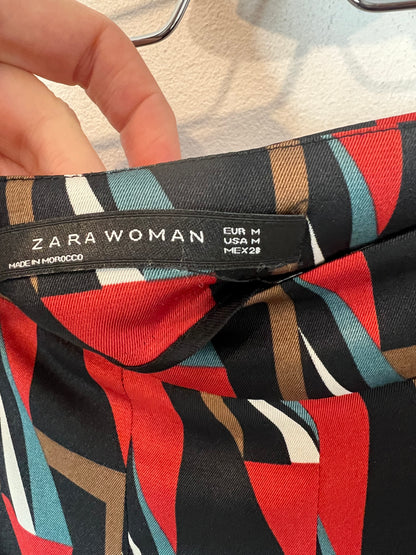 ZARA WOMAN
MADE IN MOROCCO
EUR M
USA M
MEX 28